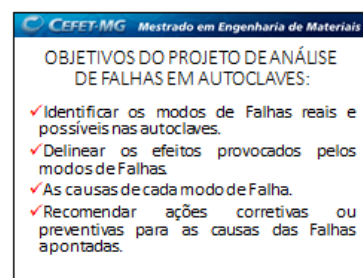 CEFET-MG Mestrado em Engenharia de Materiais
OBJETIVOS DO PROJETO DE ANÁLISE
DE FALHAS EM AUTOCLAVES:
✓Identificar os modos de Falhas reais e
possíveis nas autoclaves.
✓Delinear os efeitos provocados pelos
modos de Falhas.
✓As causas de cada modo de Falha.
✓Recomendar ações corretivas ou
preventivas para as causas das Falhas
apontadas.